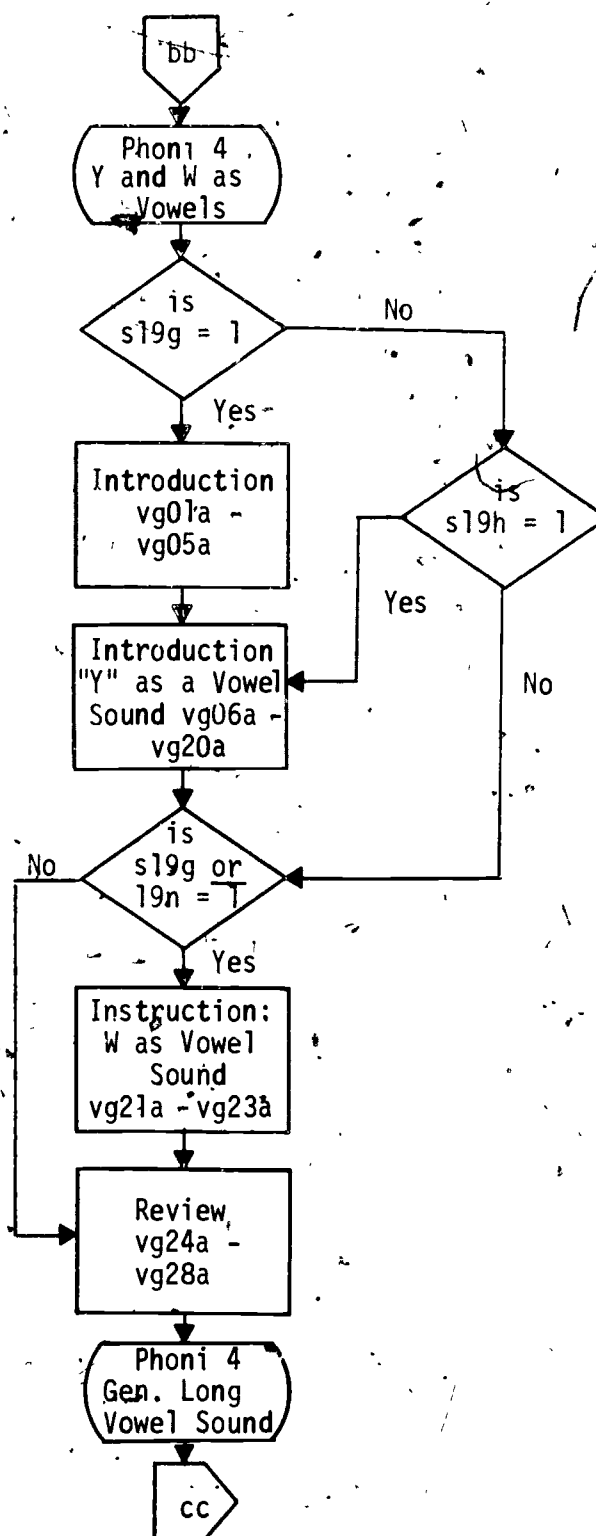 bb
Phoni 4
Y and W as
Vowels
is
s19g = 1
No
Yes
Introduction
vg01a -
vg05a
is
s19h = 1
Yes
No
Introduction
"Y" as a Vowel
Sound vg06a -
vg20a
is
s19g or
19n = 1
No
Yes
Instruction:
W as Vowel
Sound
vg21a - vg23a
Review
vg24a -
vg28a
Phoni 4
Gen. Long
Vowel Sound
cc